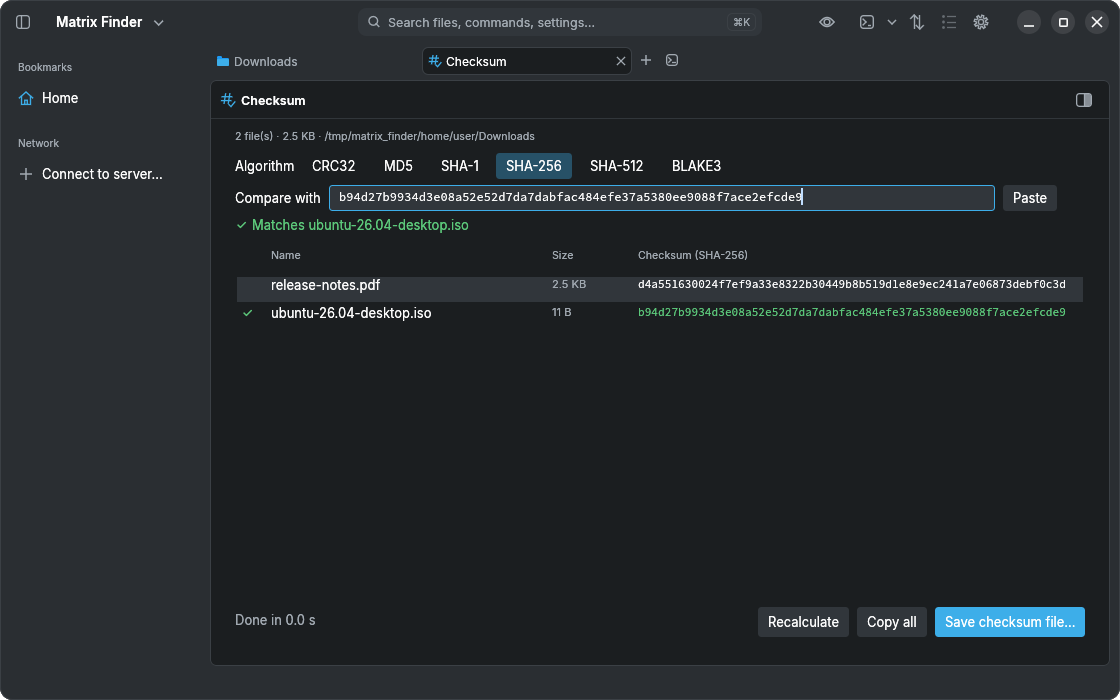 Matrix Finder
Search files, commands, settings... ⌘K
Bookmarks
Home
Network
Connect to server...
Downloads
Checksum
Checksum
2 file(s) · 2.5 KB · /tmp/matrix_finder/home/user/Downloads
Algorithm CRC32 MD5 SHA-1 SHA-256 SHA-512 BLAKE3
Compare with b94d27b9934d3e08a52e52d7da7dabfac484efe37a5380ee9088f7ace2efcde9 Paste
Matches ubuntu-26.04-desktop.iso
Name Size Checksum (SHA-256)
release-notes.pdf 2.5 KB d4a551630024f7ef9a33e8322b30449b8b519d1e8e9ec241a7e06873debf0c3d
ubuntu-26.04-desktop.iso 11 B b94d27b9934d3e08a52e52d7da7dabfac484efe37a5380ee9088f7ace2efcde9
Done in 0.0 s
Recalculate Copy all Save checksum file...